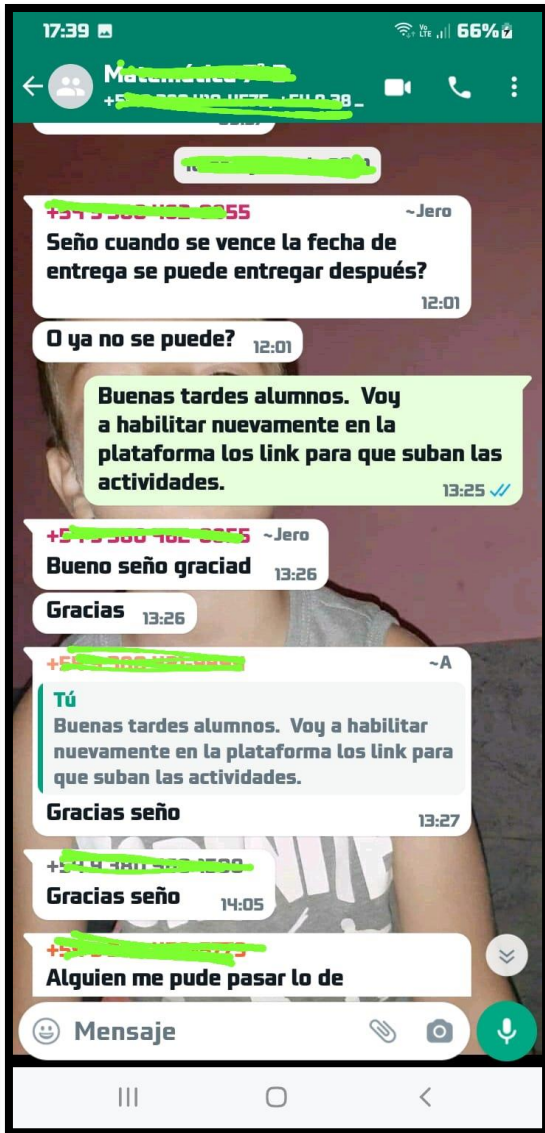 17:39
VoLTE 66%
~Jero
Seño cuando se vence la fecha de
entrega se puede entregar después?
12:01
O ya no se puede? 12:01
Buenas tardes alumnos. Voy
a habilitar nuevamente en la
plataforma los link para que suban las
actividades.
13:25
~Jero
Bueno seño graciad 13:26
Gracias 13:26
~A
Tú
Buenas tardes alumnos. Voy a habilitar
nuevamente en la plataforma los link para
que suban las actividades.
Gracias seño
13:27
Gracias seño 14:05
Alguien me pude pasar lo de
Mensaje